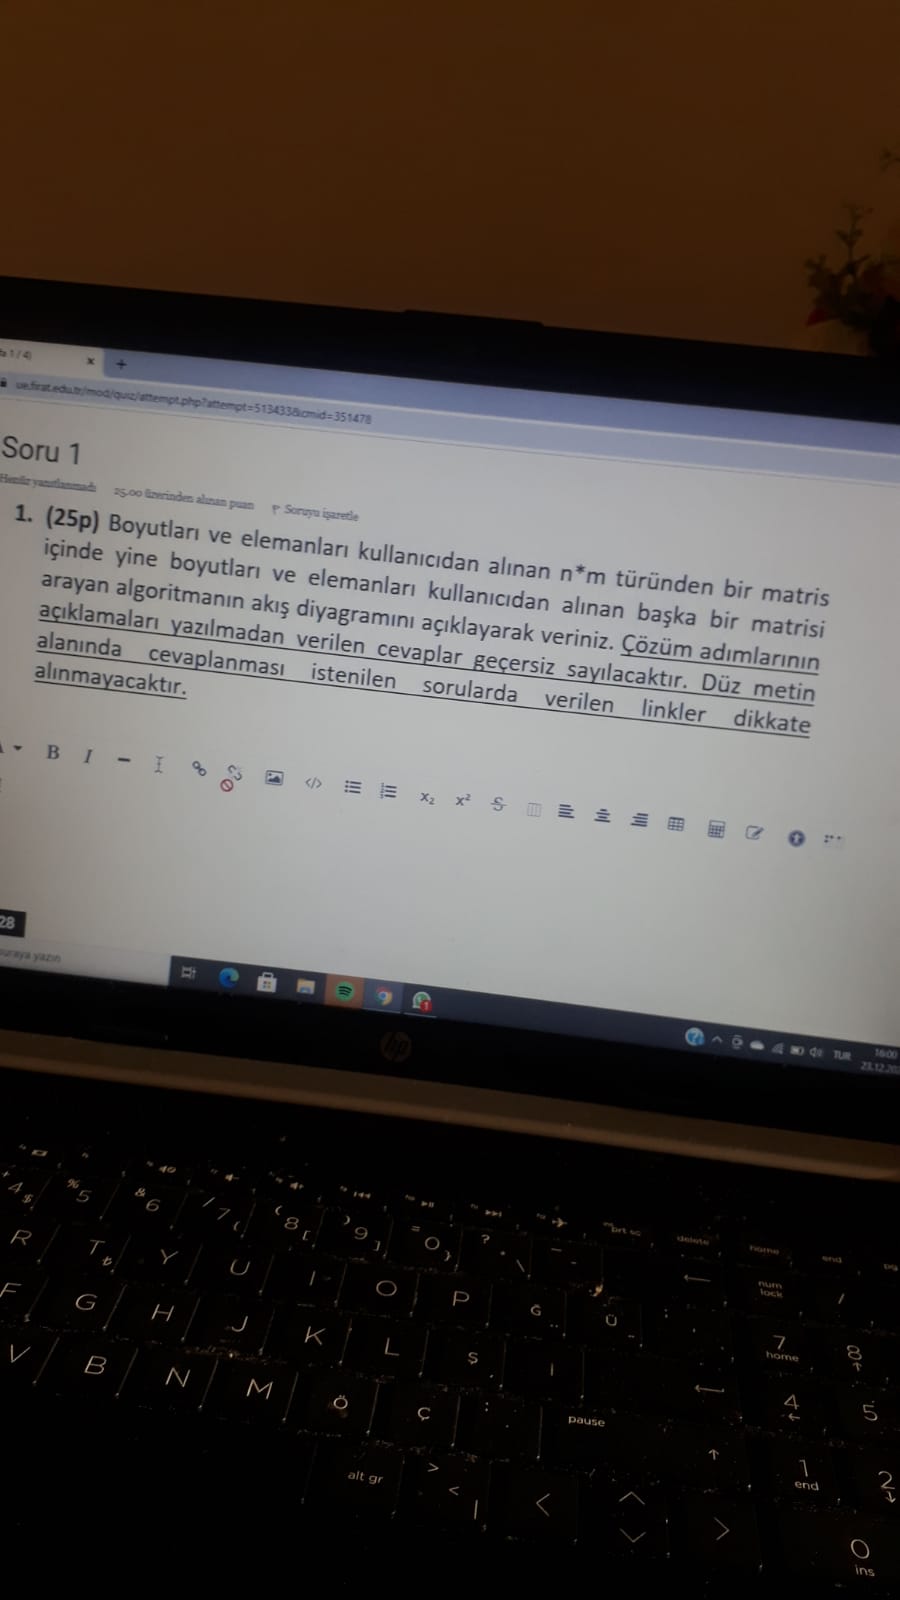 1/4)
ue.firat.edu.tr/mod/quiz/attempt.php?attempt=513433&cmid=351478
Soru 1
Henüz yanıtlanmadı 25,00 üzerinden alınan puan Soruyu işaretle
1. (25p) Boyutları ve elemanları kullanıcıdan alınan n*m türünden bir matris
içinde yine boyutları ve elemanları kullanıcıdan alınan başka bir matrisi
arayan algoritmanın akış diyagramını açıklayarak veriniz. Çözüm adımlarının
açıklamaları yazılmadan verilen cevaplar geçersiz sayılacaktır. Düz metin
alanında cevaplanması istenilen sorularda verilen linkler dikkate
alınmayacaktır.
B I </> x₂ x² S
28
buraya yazın
1
TUR 16:00
23.12.20
hp
prt sc delete home end pg
4 $ % 5 & 6 / 7 { ( 8 [ ) 9 ] = 0 } ? \ - num lock /
R T ₺ Y U I O P Ğ Ü 7 home 8
F G H J K L Ş İ 4 5
V B N M Ö Ç : . pause 1 end 2
alt gr > < | 0 ins